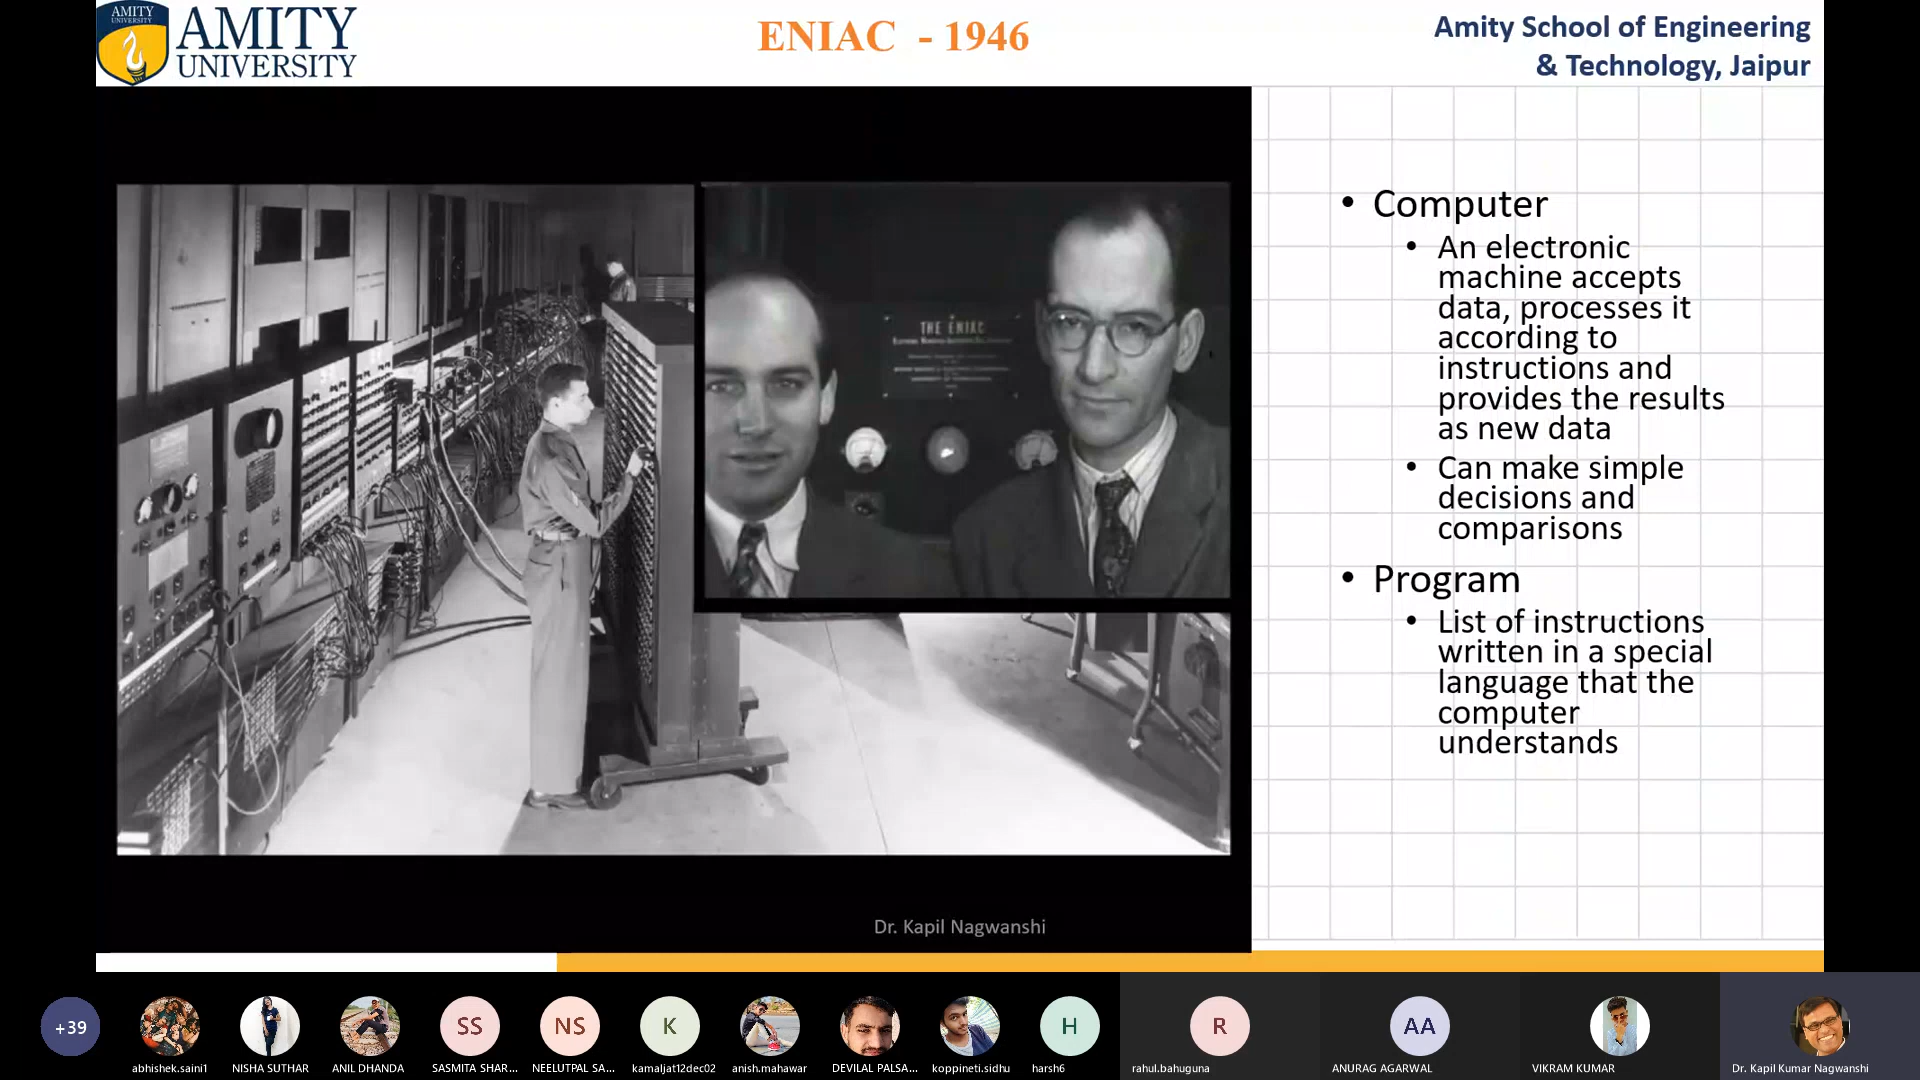 AMITY
UNIVERSITY
AMITY
UNIVERSITY
ENIAC - 1946
Amity School of Engineering
& Technology, Jaipur
THE ENIAC
• Computer
• An electronic
machine accepts
data, processes it
according to
instructions and
provides the results
as new data
• Can make simple
decisions and
comparisons
• Program
• List of instructions
written in a special
language that the
computer
understands
Dr. Kapil Nagwanshi
+39
SS
NS
K
H
R
AA
abhishek.saini1
NISHA SUTHAR
ANIL DHANDA
SASMITA SHAR...
NEELUTPAL SA...
kamaljat12dec02
anish.mahawar
DEVILAL PALSA...
koppineti.sidhu
harsh6
rahul.bahuguna
ANURAG AGARWAL
VIKRAM KUMAR
Dr. Kapil Kumar Nagwanshi